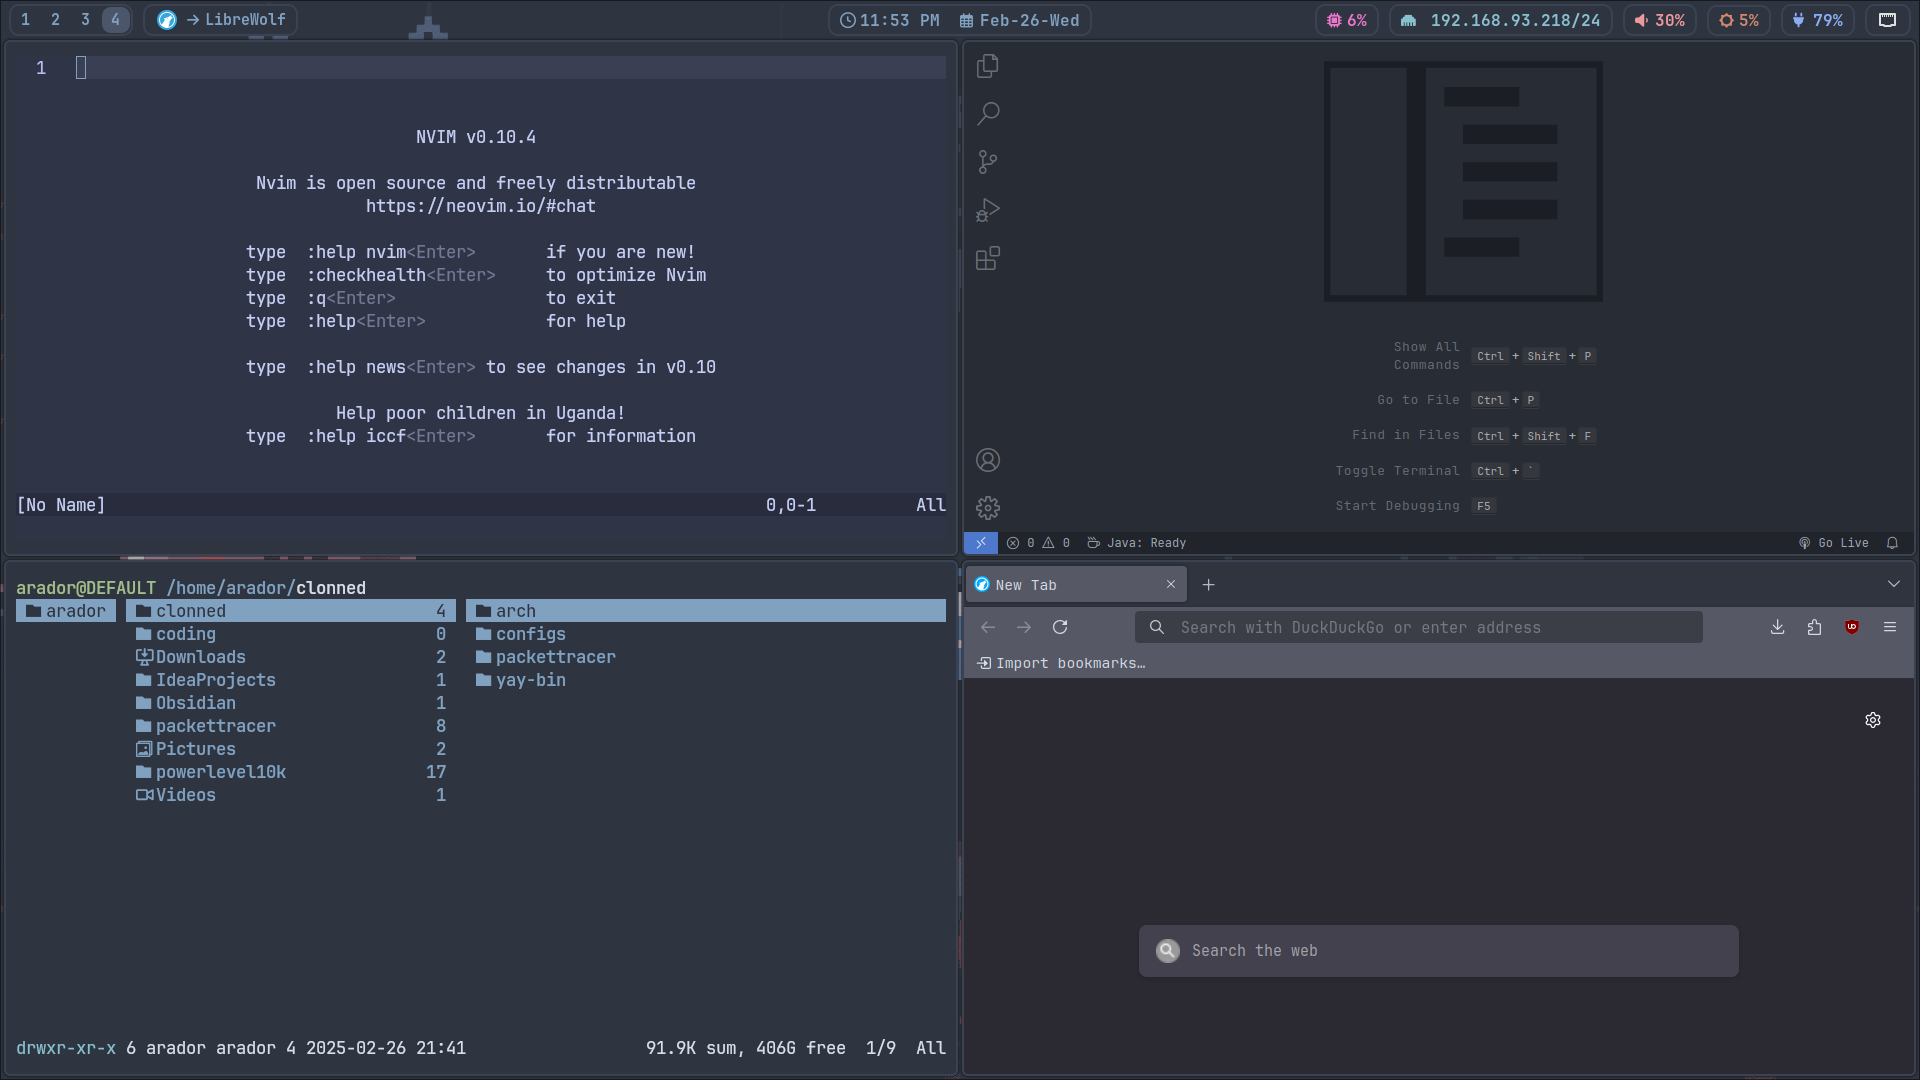 1 2 3 4 → LibreWolf 11:53 PM Feb-26-Wed 6% 192.168.93.218/24 30% 5% 79%
1
NVIM v0.10.4
Nvim is open source and freely distributable
https://neovim.io/#chat
type :help nvim<Enter> if you are new!
type :checkhealth<Enter> to optimize Nvim
type :q<Enter> to exit
type :help<Enter> for help
type :help news<Enter> to see changes in v0.10
Help poor children in Uganda!
type :help iccf<Enter> for information
[No Name] 0,0-1 All
Show All Commands Ctrl + Shift + P
Go to File Ctrl + P
Find in Files Ctrl + Shift + F
Toggle Terminal Ctrl + `
Start Debugging F5
0 0 Java: Ready Go Live
arador@DEFAULT /home/arador/clonned
arador clonned 4 arch
coding 0 configs
Downloads 2 packettracer
IdeaProjects 1 yay-bin
Obsidian 1
packettracer 8
Pictures 2
powerlevel10k 17
Videos 1
drwxr-xr-x 6 arador arador 4 2025-02-26 21:41 91.9K sum, 406G free 1/9 All
New Tab
Search with DuckDuckGo or enter address
Import bookmarks…
Search the web